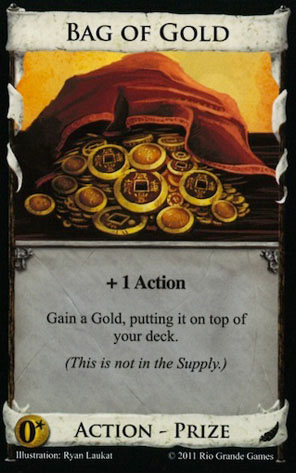 BAG OF GOLD
+ 1 Action
Gain a Gold, putting it on top of
your deck.
(This is not in the Supply.)
0*
ACTION – PRIZE
Illustration: Ryan Laukat
© 2011 Rio Grande Games